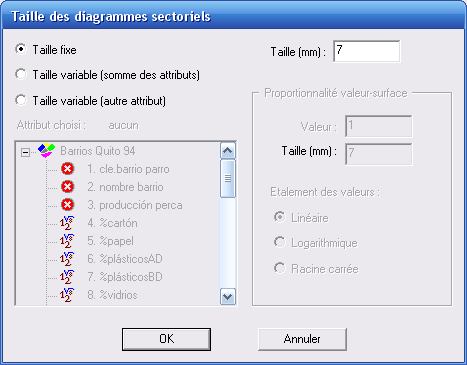 Taille des diagrammes sectoriels
Taille fixe
Taille variable (somme des attributs)
Taille variable (autre attribut)
Attribut choisi : aucun
Barrios Quito 94
1. cle.barrio parro
2. nombre barrio
3. producción perca
4. %cartón
5. %papel
6. %plásticosAD
7. %plásticosBD
8. %vidrios
Taille (mm) : 7
Proportionnalité valeur-surface
Valeur : 1
Taille (mm) : 7
Etalement des valeurs :
Linéaire
Logarithmique
Racine carrée
OK
Annuler